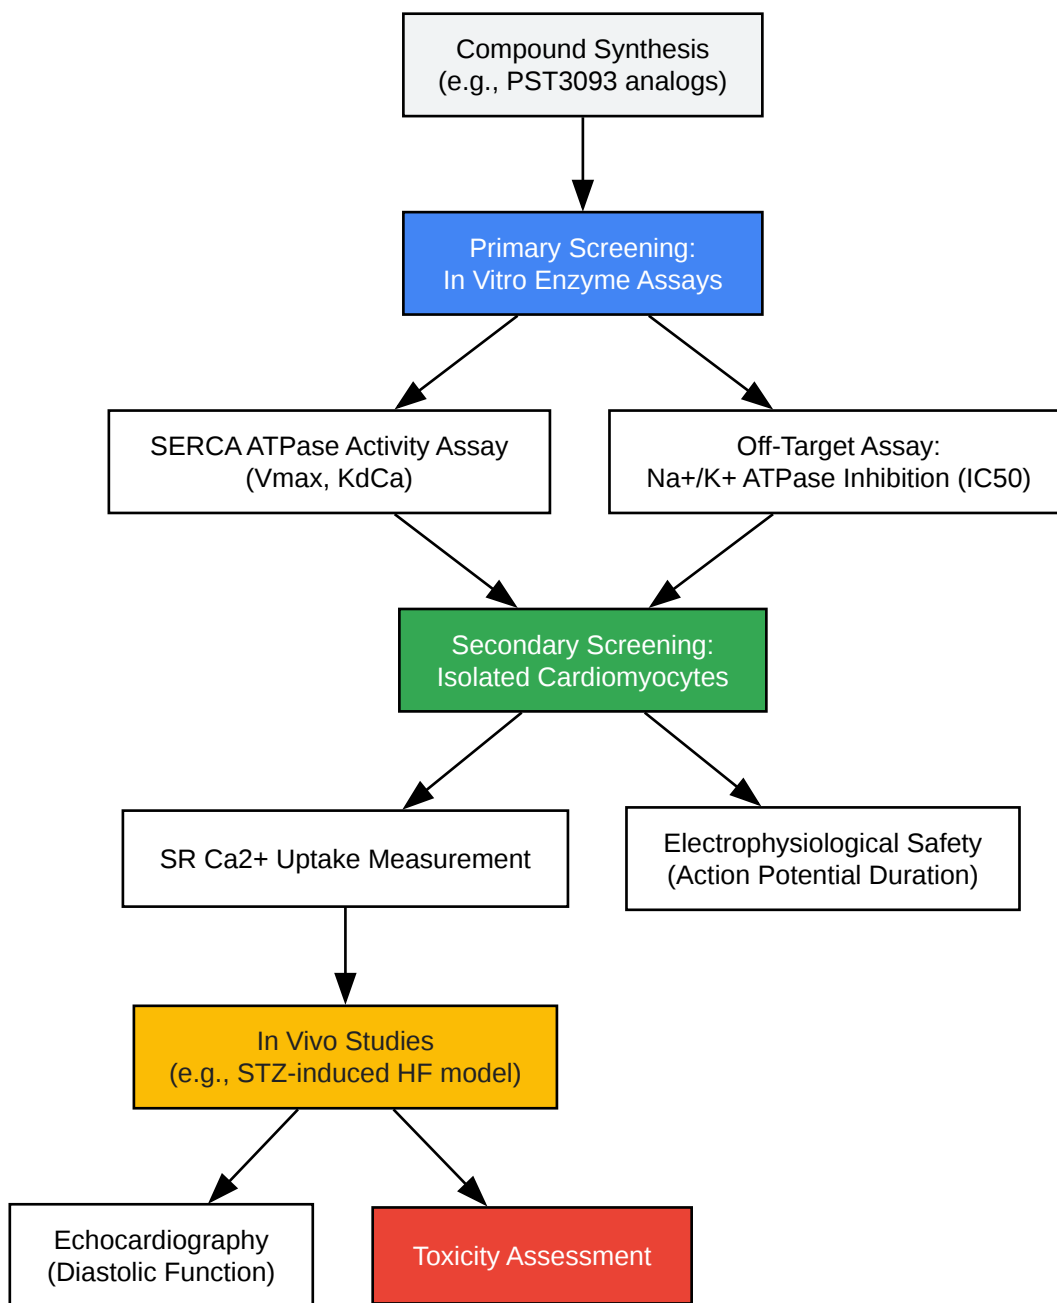 Compound Synthesis
(e.g., PST3093 analogs)
Primary Screening:
In Vitro Enzyme Assays
SERCA ATPase Activity Assay
(Vmax, KdCa)
Off-Target Assay:
Na+/K+ ATPase Inhibition (IC50)
Secondary Screening:
Isolated Cardiomyocytes
SR Ca2+ Uptake Measurement
Electrophysiological Safety
(Action Potential Duration)
In Vivo Studies
(e.g., STZ-induced HF model)
Echocardiography
(Diastolic Function)
Toxicity Assessment